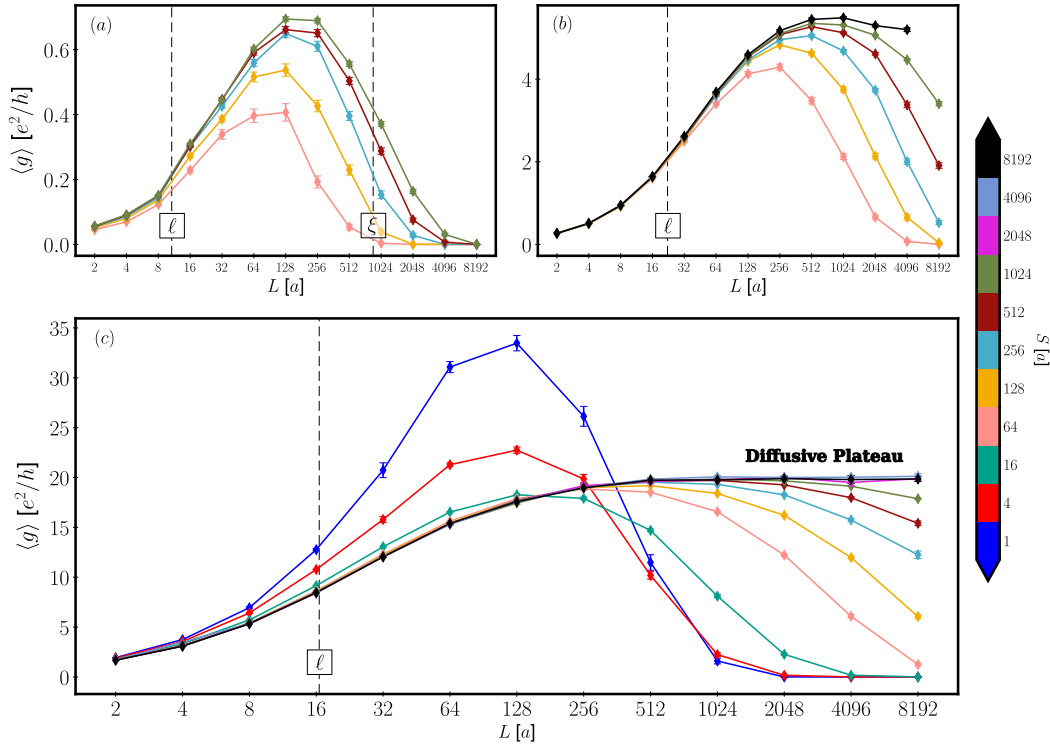 (a)
⟨g⟩ [e²/h]
0.6
0.4
0.2
0.0
ℓ
ξ
2 4 8 16 32 64 128 256 512 1024 2048 4096 8192
L [a]
(b)
4
2
0
ℓ
2 4 8 16 32 64 128 256 512 1024 2048 4096 8192
L [a]
(c)
⟨g⟩ [e²/h]
35
30
25
20
15
10
5
0
Diffusive Plateau
ℓ
2 4 8 16 32 64 128 256 512 1024 2048 4096 8192
L [a]
8192
4096
2048
1024
512
256
128
64
16
4
1
S [a]